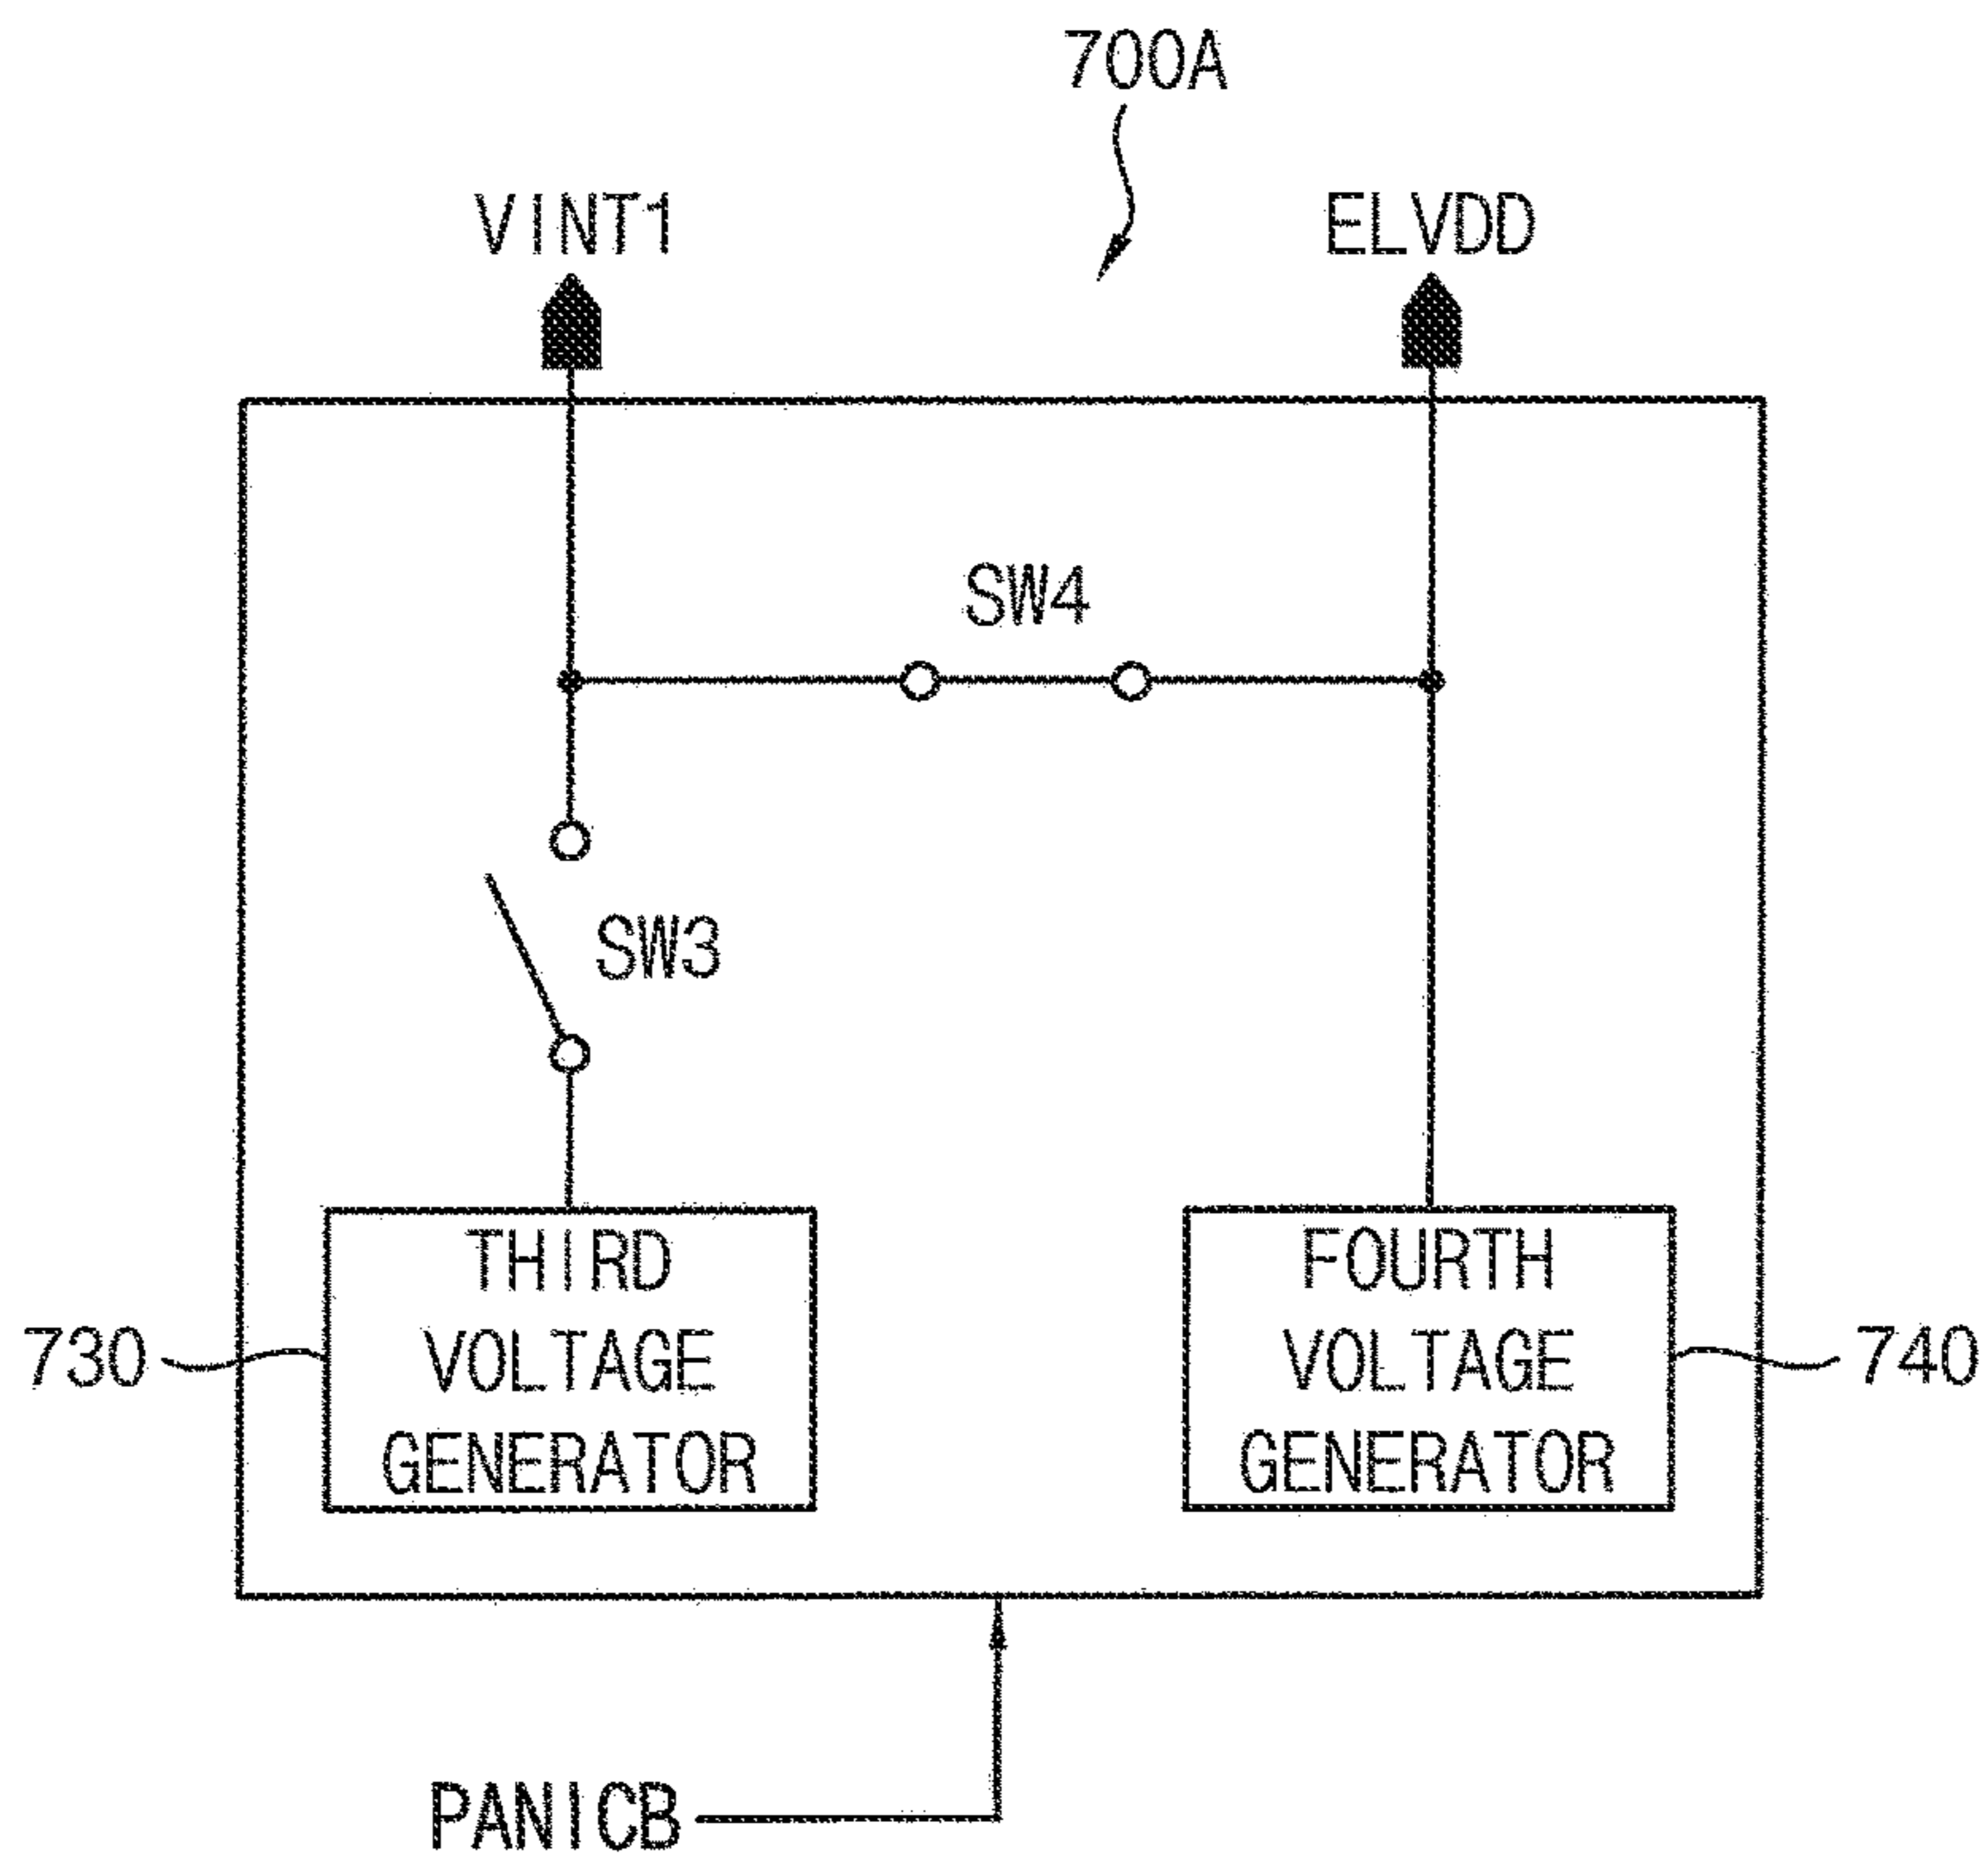 700A
VINT1
ELVDD
SW4
SW3
THIRD
VOLTAGE
GENERATOR
730
FOURTH
VOLTAGE
GENERATOR
740
PANICB